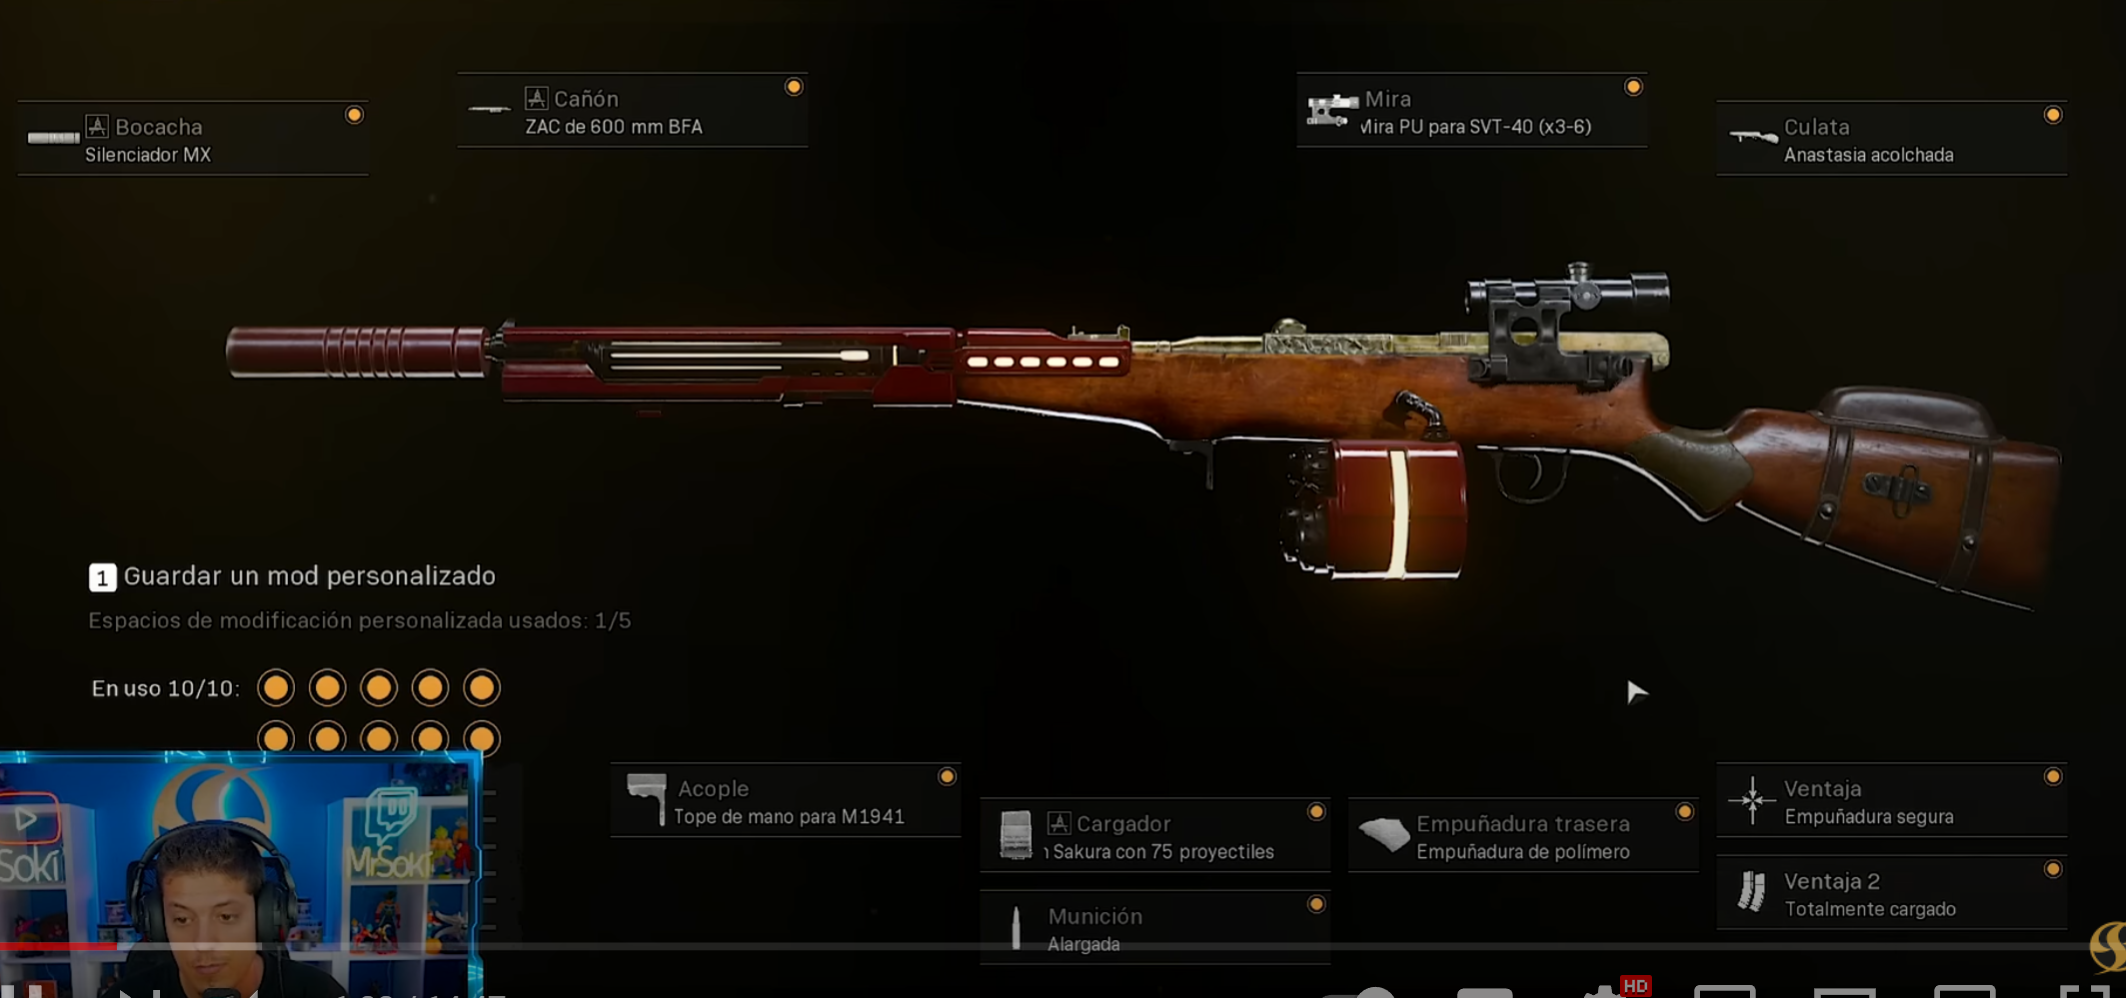 Bocacha
Silenciador MX
Cañón
ZAC de 600 mm BFA
Mira
Mira PU para SVT-40 (x3-6)
Culata
Anastasia acolchada
1 Guardar un mod personalizado
Espacios de modificación personalizada usados: 1/5
En uso 10/10:
Acople
Tope de mano para M1941
Cargador
Sakura con 75 proyectiles
Munición
Alargada
Empuñadura trasera
Empuñadura de polímero
Ventaja
Empuñadura segura
Ventaja 2
Totalmente cargado
Soki
MrSoki
HD